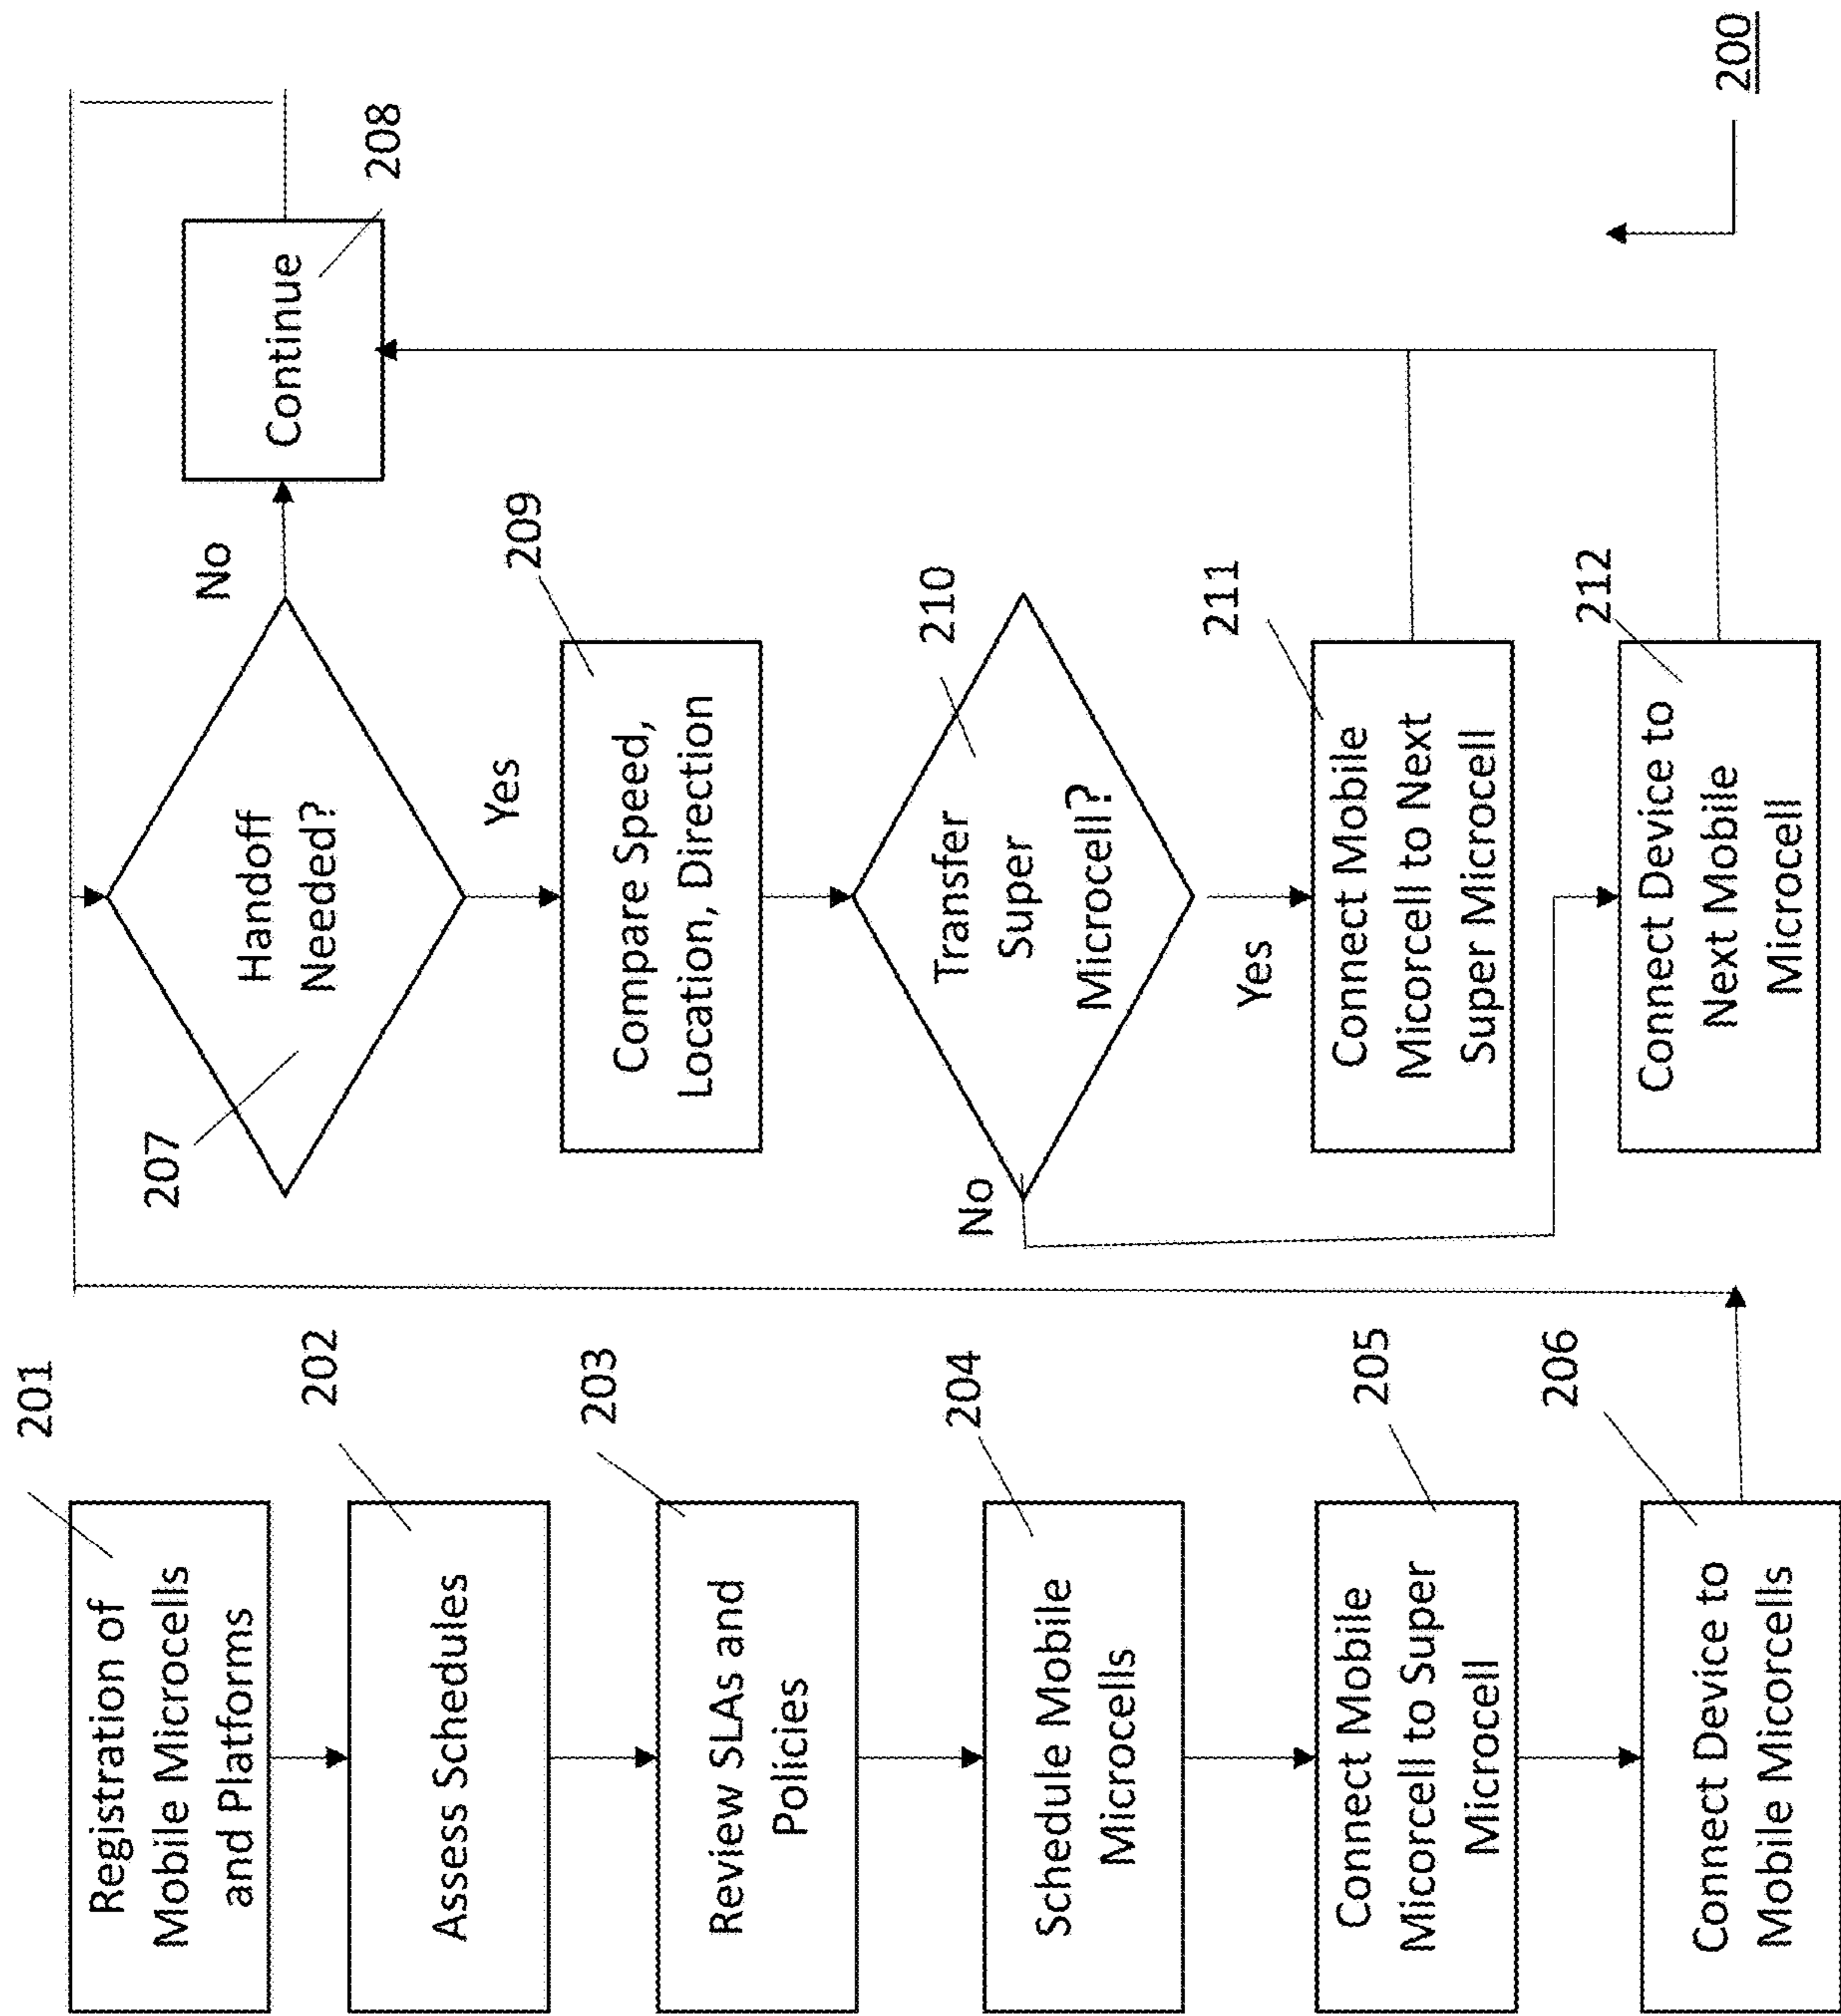 201
Registration of
Mobile Microcells
and Platforms
202
Assess Schedules
203
Review SLAs and
Policies
204
Schedule Mobile
Microcells
205
Connect Mobile
Micorcell to Super
Microcell
206
Connect Device to
Mobile Micorcells
207
Handoff
Needed?
No
Continue
208
Yes
209
Compare Speed,
Location, Direction
210
Transfer
Super
Microcell?
No
Yes
211
Connect Mobile
Micorcell to Next
Super Microcell
212
Connect Device to
Next Mobile
Microcell
200